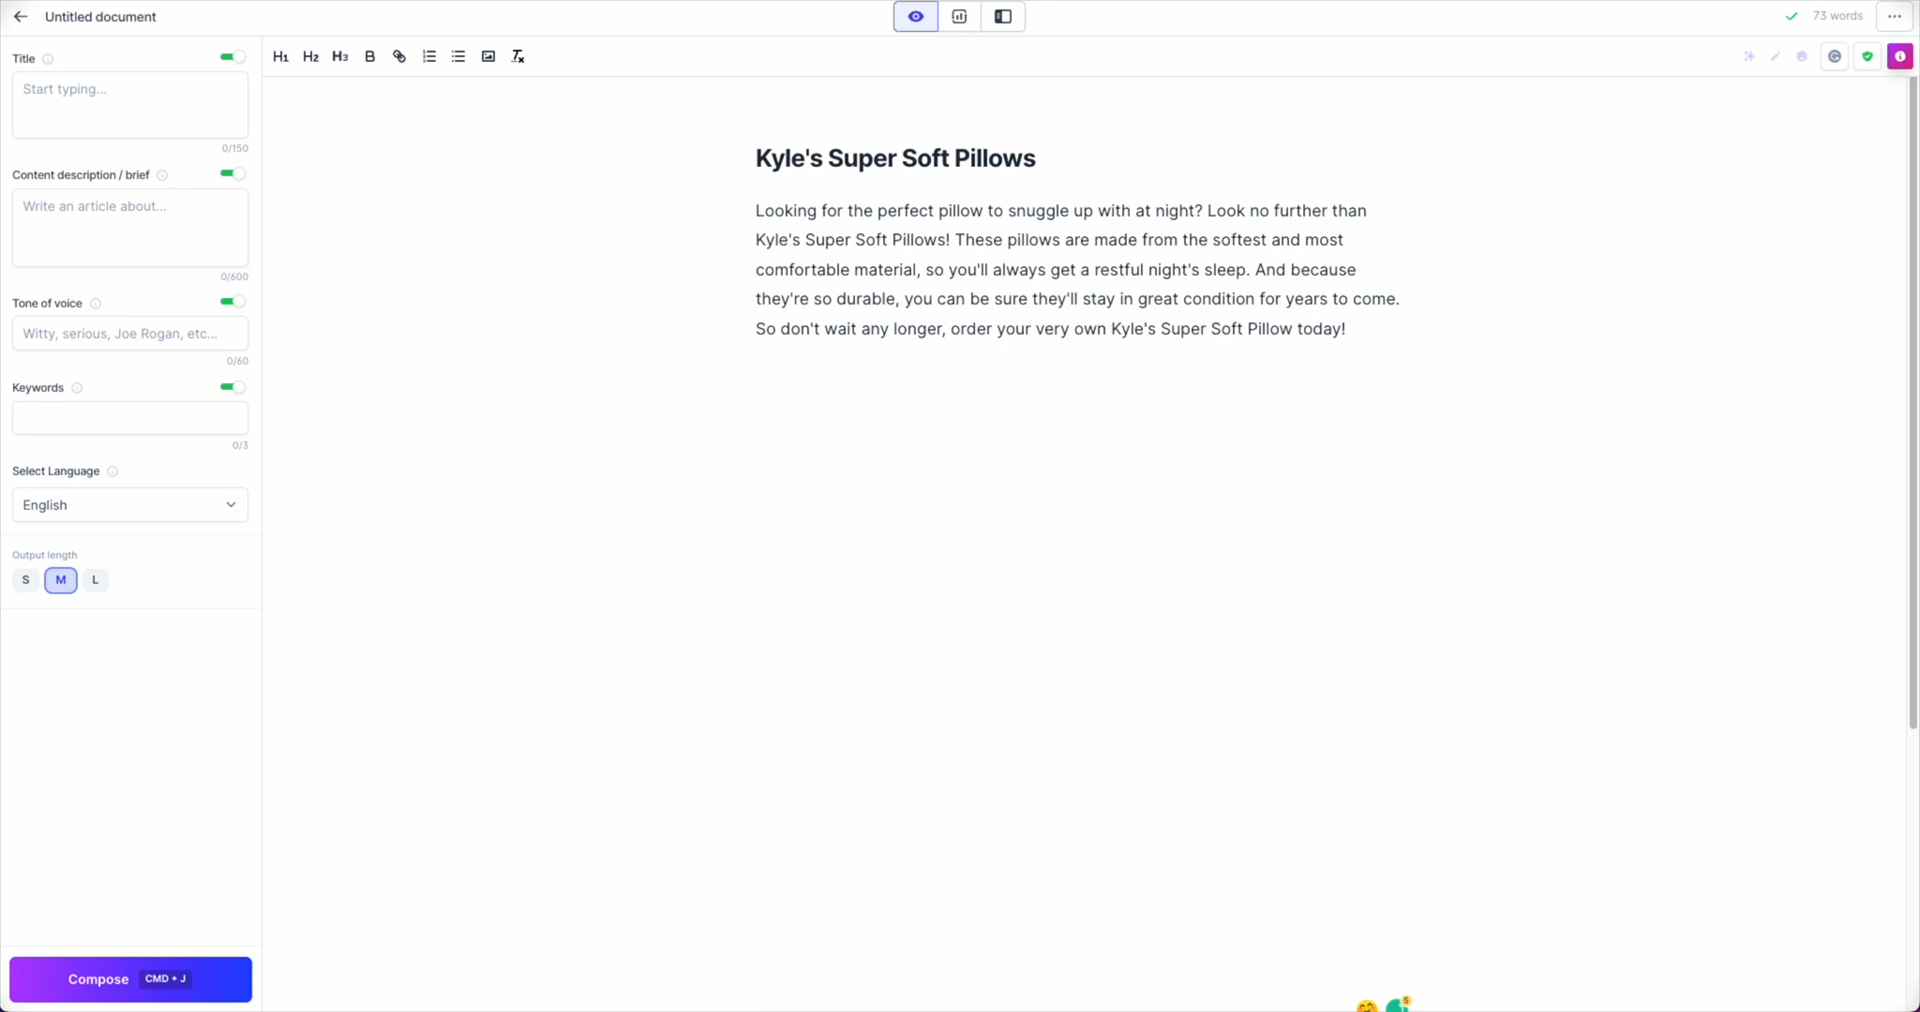 Untitled document
73 words
Title
Start typing...
0/150
Content description / brief
Write an article about...
0/600
Tone of voice
Witty, serious, Joe Rogan, etc...
0/60
Keywords
0/3
Select Language
English
Output length
S M L
Compose CMD + J
H1 H2 H3 B
Kyle's Super Soft Pillows
Looking for the perfect pillow to snuggle up with at night? Look no further than
Kyle's Super Soft Pillows! These pillows are made from the softest and most
comfortable material, so you'll always get a restful night's sleep. And because
they're so durable, you can be sure they'll stay in great condition for years to come.
So don't wait any longer, order your very own Kyle's Super Soft Pillow today!
5